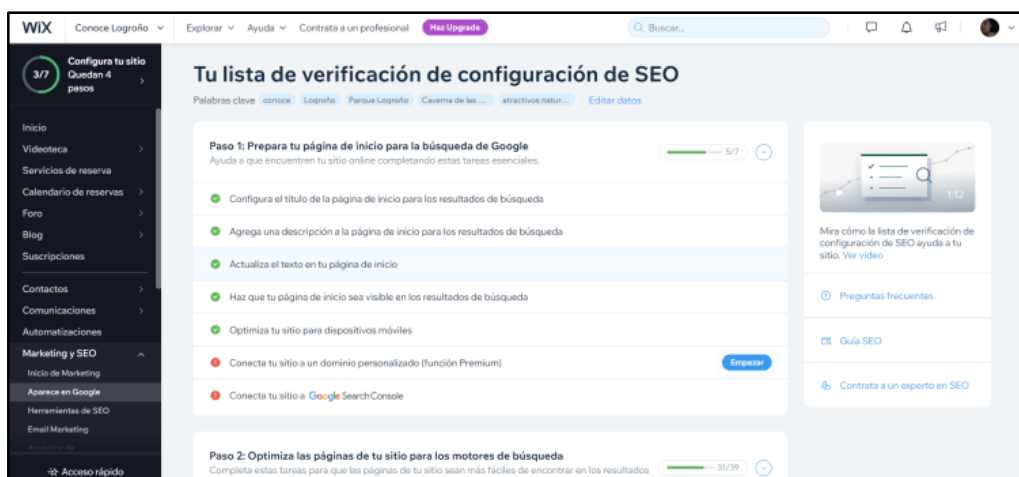 WiX Conoce Logroño Explorar Ayuda Contrata a un profesional Haz Upgrade Buscar...
3/7
Configura tu sitio
Quedan 4
pasos
Inicio
Videoteca
Servicios de reserva
Calendario de reservas
Foro
Blog
Suscripciones
Contactos
Comunicaciones
Automatizaciones
Marketing y SEO
Inicio de Marketing
Aparece en Google
Herramientas de SEO
Email Marketing
Acceso rápido
Tu lista de verificación de configuración de SEO
Palabras clave conoce Logroño Parque Logroño Caverna de las ... atractivos natur... Editar datos
Paso 1: Prepara tu página de inicio para la búsqueda de Google
Ayuda a que encuentren tu sitio online completando estas tareas esenciales.
5/7
Configura el título de la página de inicio para los resultados de búsqueda
Agrega una descripción a la página de inicio para los resultados de búsqueda
Actualiza el texto en tu página de inicio
Haz que tu página de inicio sea visible en los resultados de búsqueda
Optimiza tu sitio para dispositivos móviles
Conecta tu sitio a un dominio personalizado (función Premium) Empezar
Conecta tu sitio a Google Search Console
Paso 2: Optimiza las páginas de tu sitio para los motores de búsqueda
Completa estas tareas para que las páginas de tu sitio sean más fáciles de encontrar en los resultados
31/39
1:12
Mira cómo la lista de verificación de
configuración de SEO ayuda a tu
sitio. Ver video
Preguntas frecuentes
Guía SEO
Contrata a un experto en SEO